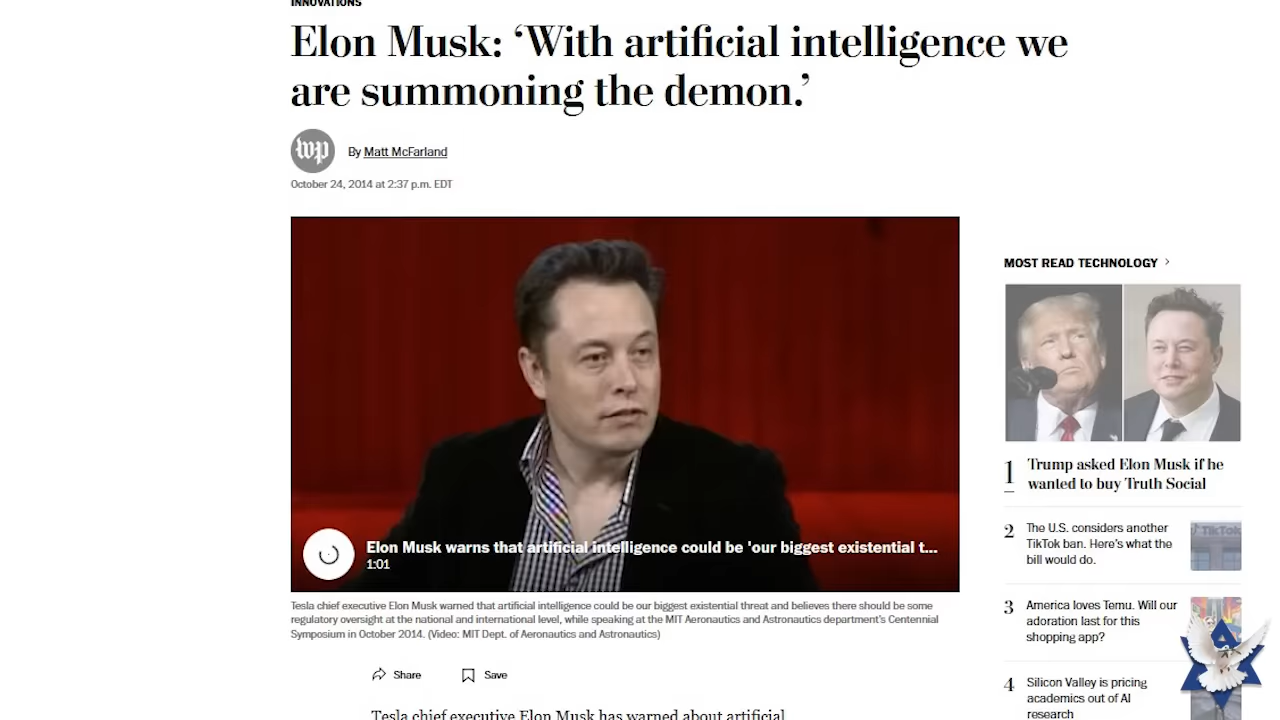 INNOVATIONS
Elon Musk: ‘With artificial intelligence we
are summoning the demon.’
wp
By Matt McFarland
October 24, 2014 at 2:37 p.m. EDT
Elon Musk warns that artificial intelligence could be 'our biggest existential t...
1:01
Tesla chief executive Elon Musk warned that artificial intelligence could be our biggest existential threat and believes there should be some
regulatory oversight at the national and international level, while speaking at the MIT Aeronautics and Astronautics department's Centennial
Symposium in October 2014. (Video: MIT Dept. of Aeronautics and Astronautics)
Share
Save
Tesla chief executive Elon Musk has warned about artificial
MOST READ TECHNOLOGY >
1
Trump asked Elon Musk if he
wanted to buy Truth Social
2
The U.S. considers another
TikTok ban. Here's what the
bill would do.
TikTok
3
America loves Temu. Will our
adoration last for this
shopping app?
4
Silicon Valley is pricing
academics out of AI
research